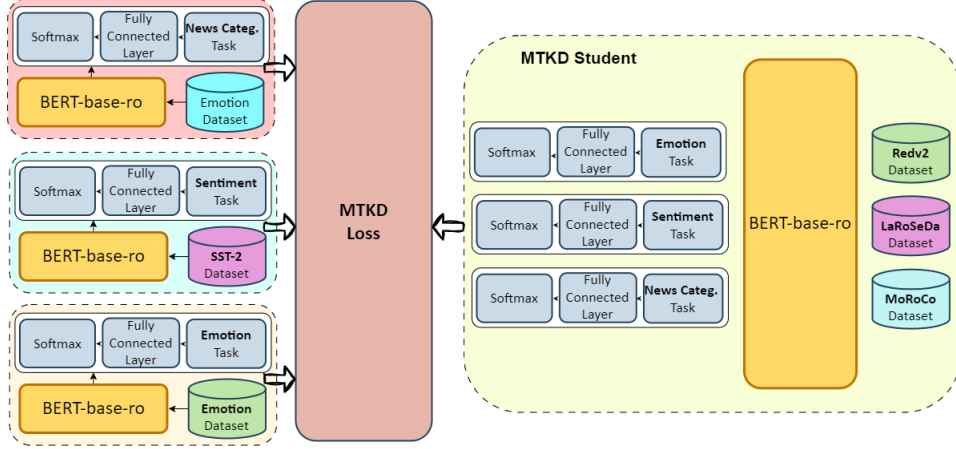 Softmax
Fully
Connected
Layer
News Categ.
Task
BERT-base-ro
Emotion
Dataset
Softmax
Fully
Connected
Layer
Sentiment
Task
BERT-base-ro
SST-2
Dataset
Softmax
Fully
Connected
Layer
Emotion
Task
BERT-base-ro
Emotion
Dataset
MTKD
Loss
MTKD Student
Softmax
Fully
Connected
Layer
Emotion
Task
Softmax
Fully
Connected
Layer
Sentiment
Task
Softmax
Fully
Connected
Layer
News Categ.
Task
BERT-base-ro
Redv2
Dataset
LaRoSeDa
Dataset
MoRoCo
Dataset